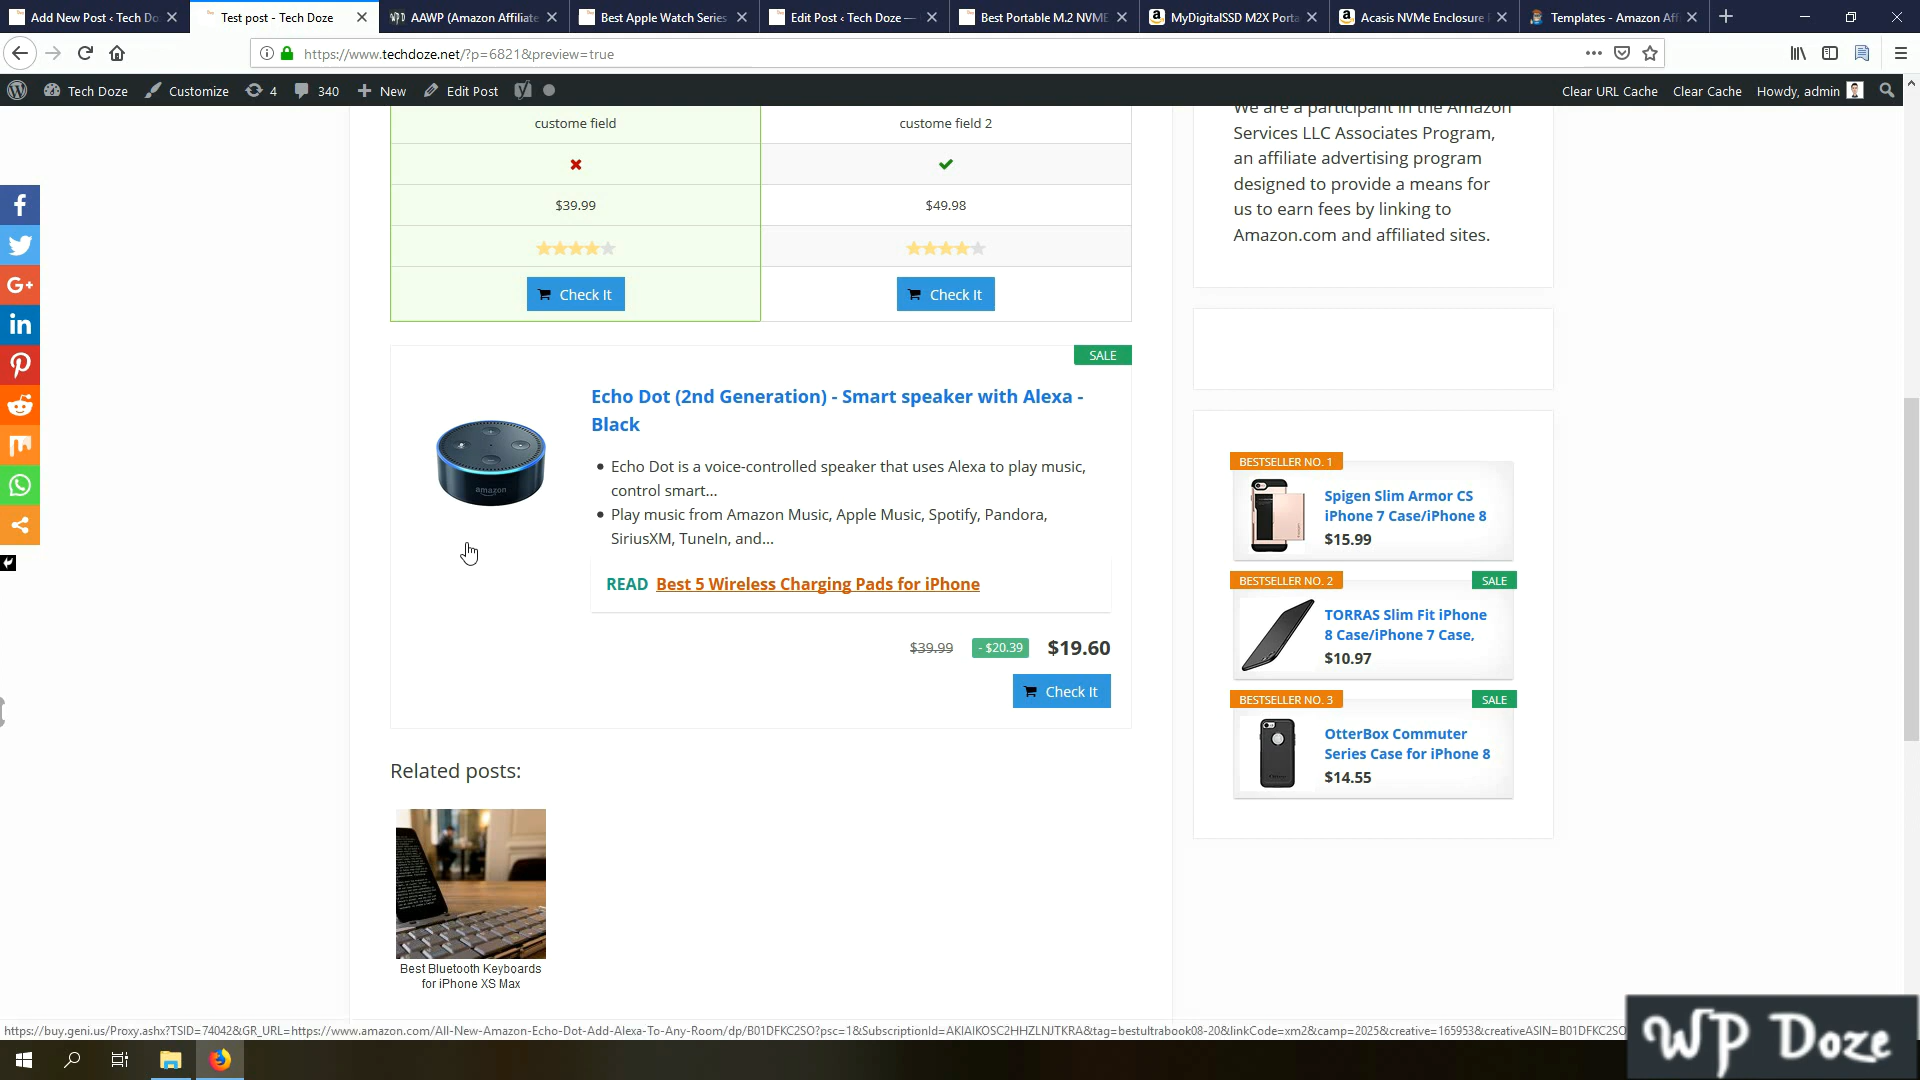 Add New Post ‹ Tech Do
Test post - Tech Doze
AAWP (Amazon Affiliate
Best Apple Watch Series
Edit Post ‹ Tech Doze —
Best Portable M.2 NVME
MyDigitalSSD M2X Porta
Acasis NVMe Enclosure
Templates - Amazon Aff
https://www.techdoze.net/?p=6821&preview=true
Tech Doze
Customize
4
340
New
Edit Post
Clear URL Cache
Clear Cache
Howdy, admin
custome field
custome field 2
$39.99
$49.98
Check It
Check It
SALE
Echo Dot (2nd Generation) - Smart speaker with Alexa -
Black
amazon
Echo Dot is a voice-controlled speaker that uses Alexa to play music,
control smart...
Play music from Amazon Music, Apple Music, Spotify, Pandora,
SiriusXM, TuneIn, and...
READ Best 5 Wireless Charging Pads for iPhone
$39.99
- $20.39
$19.60
Check It
Related posts:
Best Bluetooth Keyboards
for iPhone XS Max
We are a participant in the Amazon
Services LLC Associates Program,
an affiliate advertising program
designed to provide a means for
us to earn fees by linking to
Amazon.com and affiliated sites.
BESTSELLER NO. 1
Spigen Slim Armor CS
iPhone 7 Case/iPhone 8
$15.99
BESTSELLER NO. 2
SALE
TORRAS Slim Fit iPhone
8 Case/iPhone 7 Case,
$10.97
BESTSELLER NO. 3
SALE
OtterBox Commuter
Series Case for iPhone 8
$14.55
https://buy.geni.us/Proxy.ashx?TSID=74042&GR_URL=https://www.amazon.com/All-New-Amazon-Echo-Dot-Add-Alexa-To-Any-Room/dp/B01DFKC2SO?psc=1&SubscriptionId=AKIAIKOSC2HHZLNJTKRA&tag=bestultrabook08-20&linkCode=xm2&camp=2025&creative=165953&creativeASIN=B01DFKC2SO
WP Doze